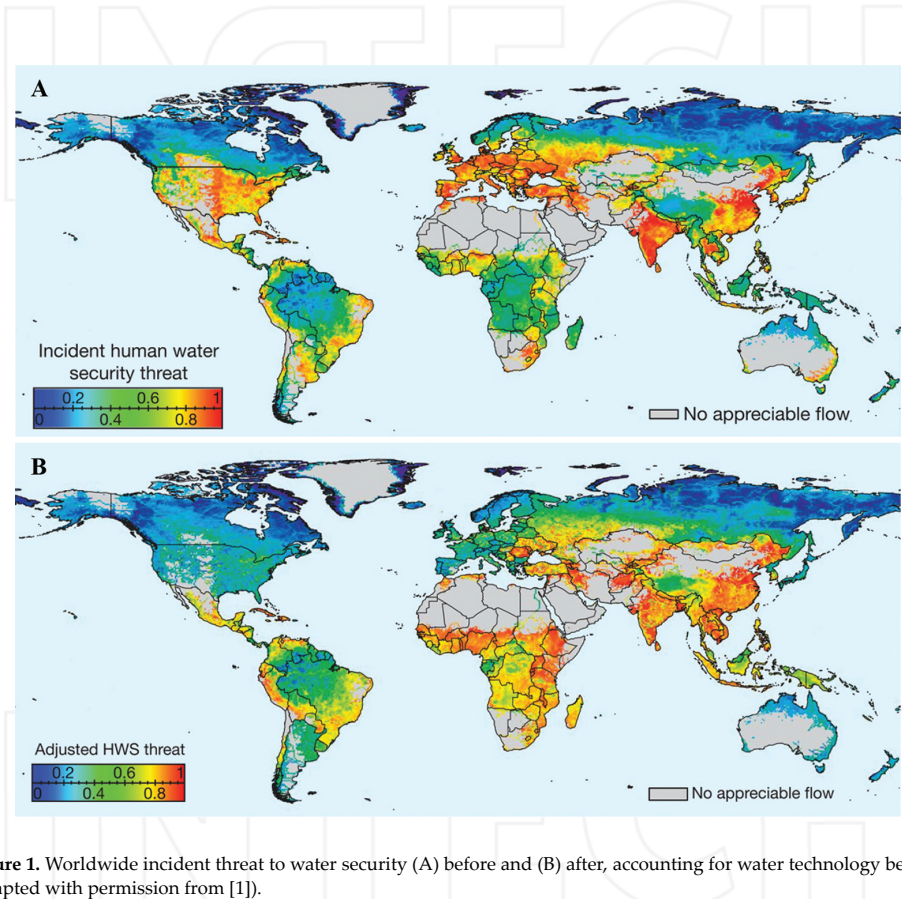 INTECH
A
Incident human water
security threat
0.2 0.6 1
0 0.4 0.8
No appreciable flow
B
Adjusted HWS threat
0.2 0.6 1
0 0.4 0.8
No appreciable flow
INTECH
ure 1. Worldwide incident threat to water security (A) before and (B) after, accounting for water technology be
apted with permission from [1]).